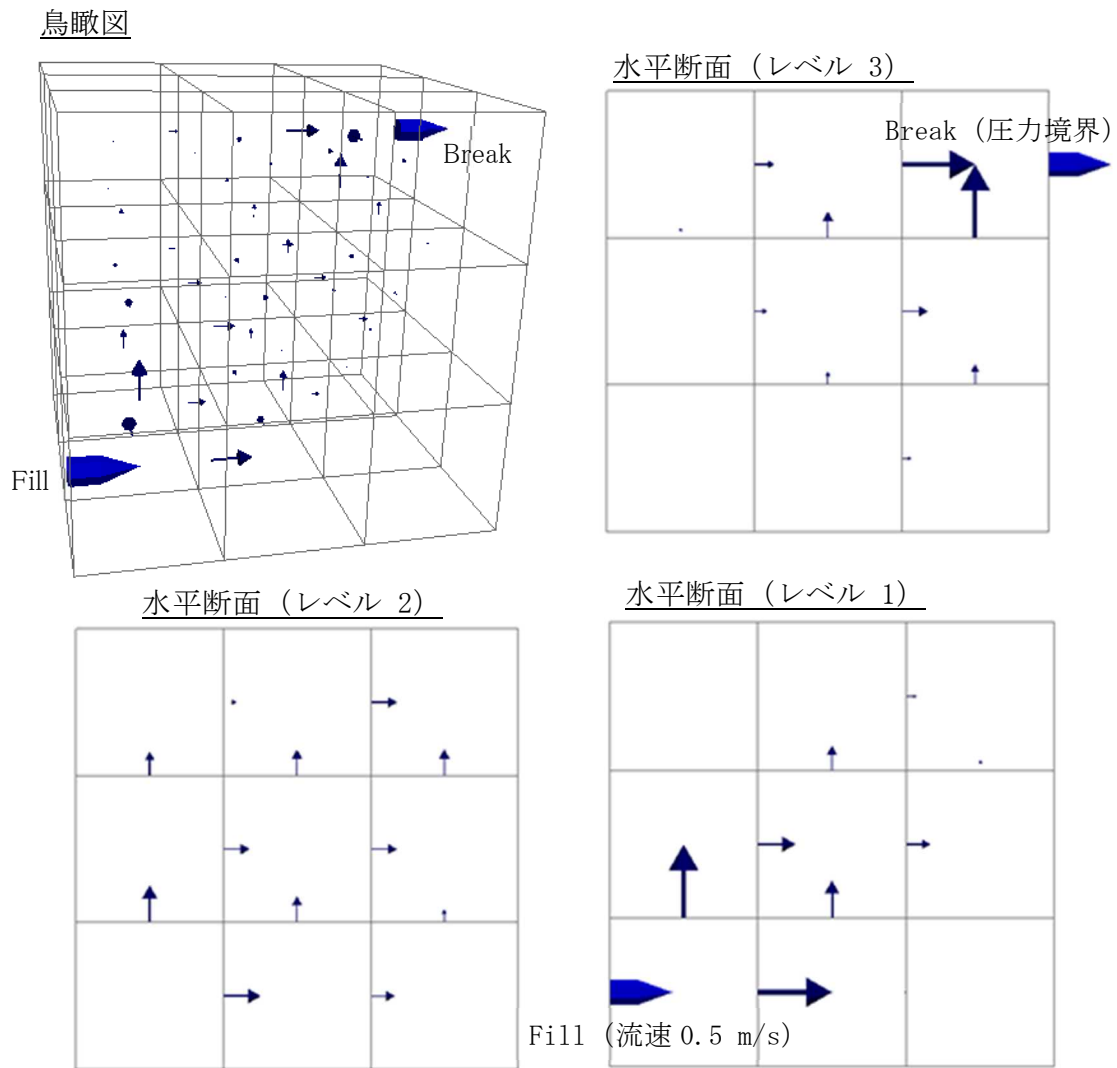 鳥瞰図
水平断面 (レベル 3)
Break (圧力境界)
Break
Fill
水平断面 (レベル 2)
水平断面 (レベル 1)
Fill (流速 0.5 m/s)